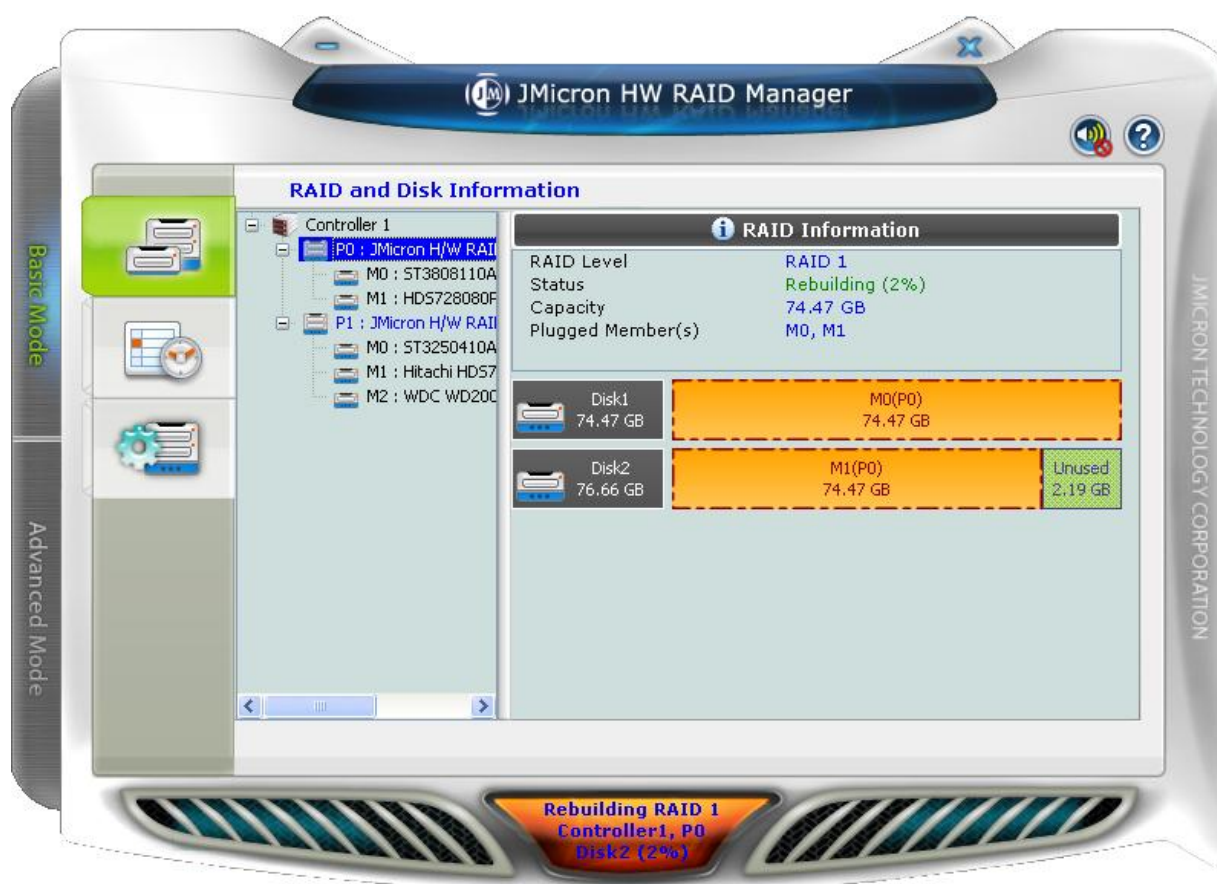 JM JMicron HW RAID Manager
RAID and Disk Information
Basic Mode
Advanced Mode
Controller 1
P0 : JMicron H/W RAI
M0 : ST3808110A
M1 : HDS728080P
P1 : JMicron H/W RAI
M0 : ST3250410A
M1 : Hitachi HDS7
M2 : WDC WD200
RAID Information
RAID Level RAID 1
Status Rebuilding (2%)
Capacity 74.47 GB
Plugged Member(s) M0, M1
Disk1
74.47 GB
M0(P0)
74.47 GB
Disk2
76.66 GB
M1(P0)
74.47 GB
Unused
2.19 GB
JMICRON TECHNOLOGY CORPORATION
Rebuilding RAID 1
Controller1, P0
Disk2 (2%)